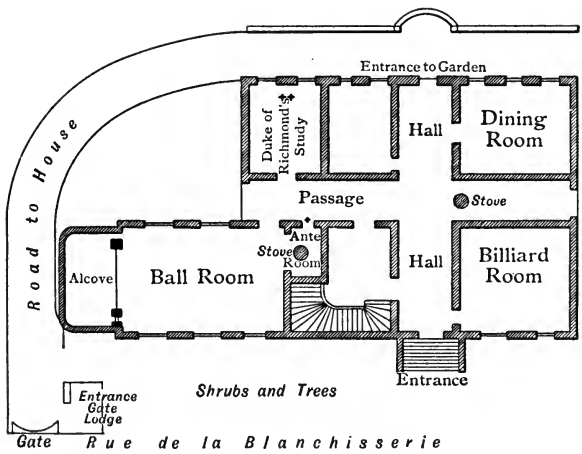 Entrance to Garden
Road to House
Duke of
Richmond's
Study
Hall
Dining
Room
Passage
Stove
Alcove
Ball Room
Ante
Stove
Room
Hall
Billiard
Room
Entrance
Entrance
Gate
Lodge
Shrubs and Trees
Gate
Rue de la Blanchisserie